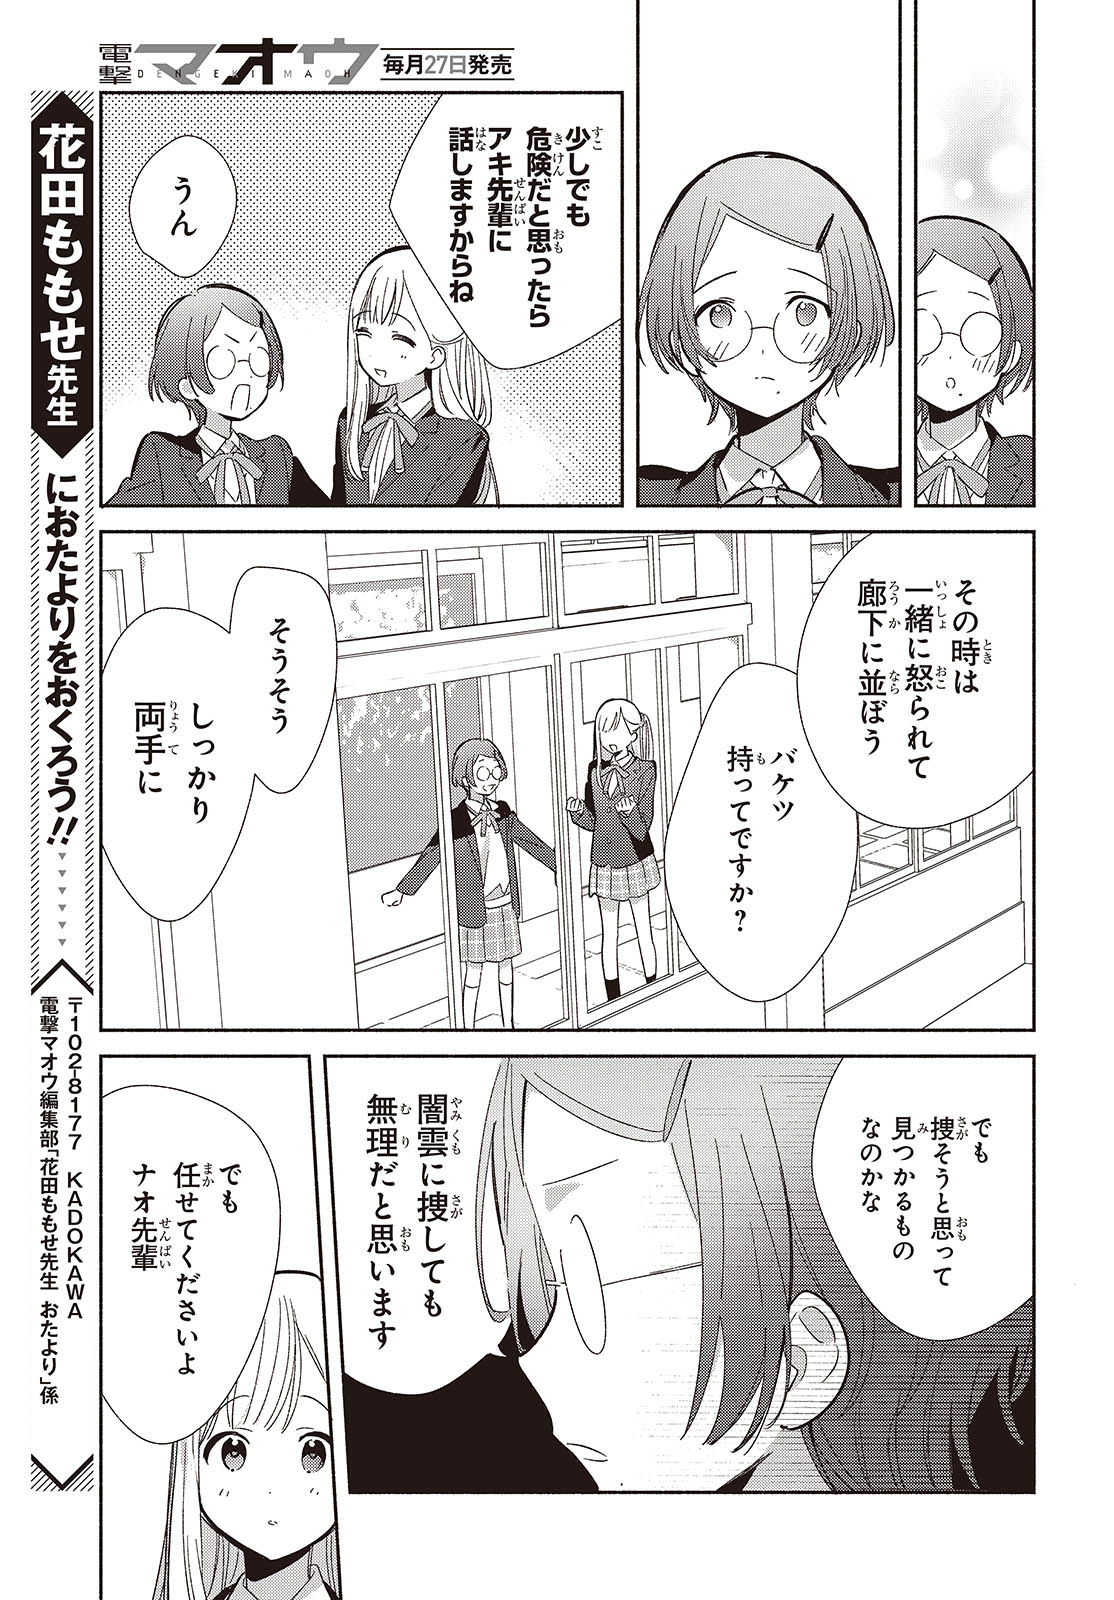 電撃マオウ
DENGEKI MAOH
毎月27日発売
少しでも
危険だと思ったら
アキ先輩に
話しますからね
うん
その時は
一緒に怒られて
廊下に並ぼう
バケツ
持ってですか？
そうそう
しっかり
両手に
でも
捜そうと思って
見つかるもの
なのかな
闇雲に捜しても
無理だと思います
でも
任せてくださいよ
ナオ先輩
花田ももせ先生におたよりをおくろう!!
〒102-8177 KADOKAWA
電撃マオウ編集部「花田ももせ先生 おたより」係